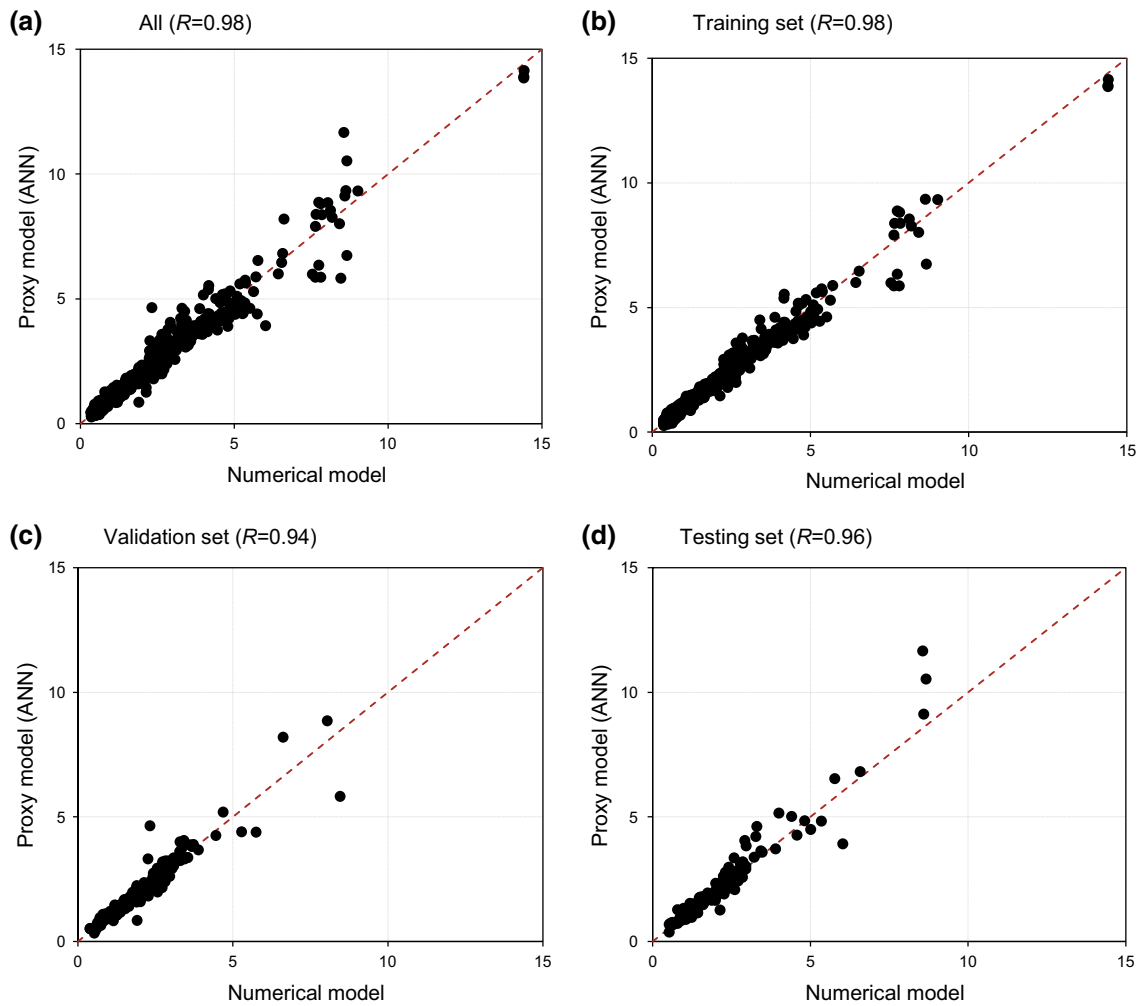 (a) All (R=0.98)
15
10
5
0
Proxy model (ANN)
0 5 10 15
Numerical model
(b) Training set (R=0.98)
15
10
5
0
Proxy model (ANN)
0 5 10 15
Numerical model
(c) Validation set (R=0.94)
15
10
5
0
Proxy model (ANN)
0 5 10 15
Numerical model
(d) Testing set (R=0.96)
15
10
5
0
Proxy model (ANN)
0 5 10 15
Numerical model